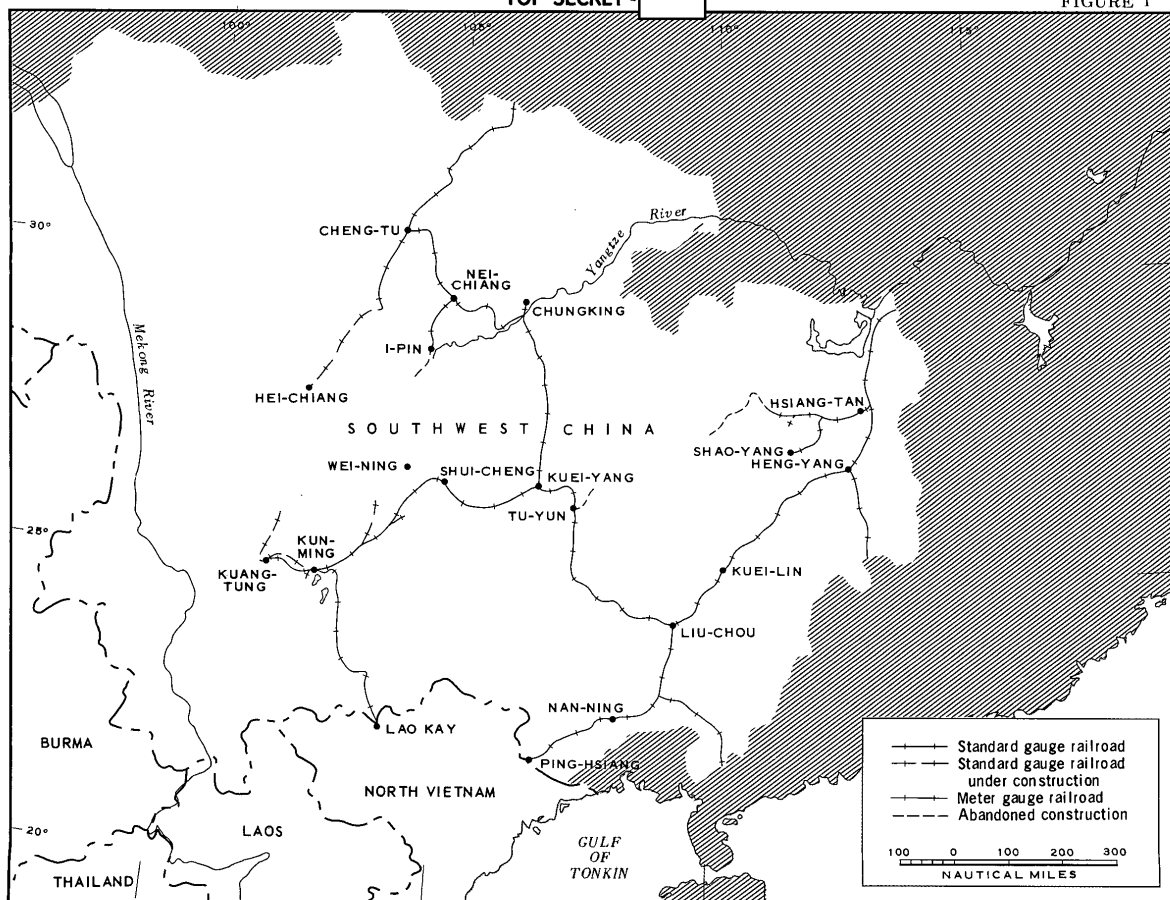 TOP SECRET -
FIGURE 1
100°
105°
110°
115°
30°
CHENG-TU
River
Yangtze
NEI-
CHIANG
CHUNGKING
I-PIN
Mekong River
HEI-CHIANG
HSIANG-TAN
SOUTHWEST CHINA
SHAO-YANG
HENG-YANG
WEI-NING
SHUI-CHENG
KUEI-YANG
TU-YUN
25°
KUN-
MING
KUANG-
TUNG
KUEI-LIN
LIU-CHOU
NAN-NING
LAO KAY
BURMA
PING-HSIANG
NORTH VIETNAM
LAOS
20°
GULF
OF
TONKIN
THAILAND
Standard gauge railroad
Standard gauge railroad
under construction
Meter gauge railroad
Abandoned construction
100 0 100 200 300
NAUTICAL MILES